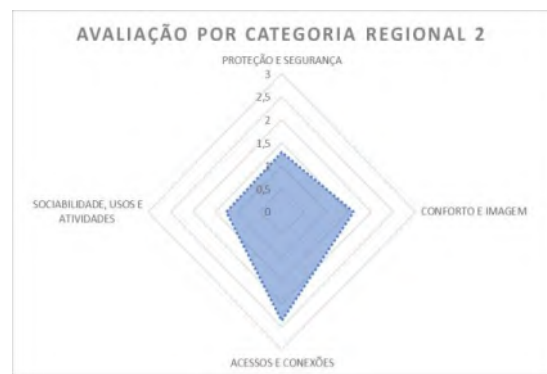 AVALIAÇÃO POR CATEGORIA REGIONAL 2
PROTEÇÃO E SEGURANÇA
3
2,5
2
1,5
1
0,5
0
SOCIABILIDADE, USOS E
ATIVIDADES
CONFORTO E IMAGEM
ACESSOS E CONEXÕES